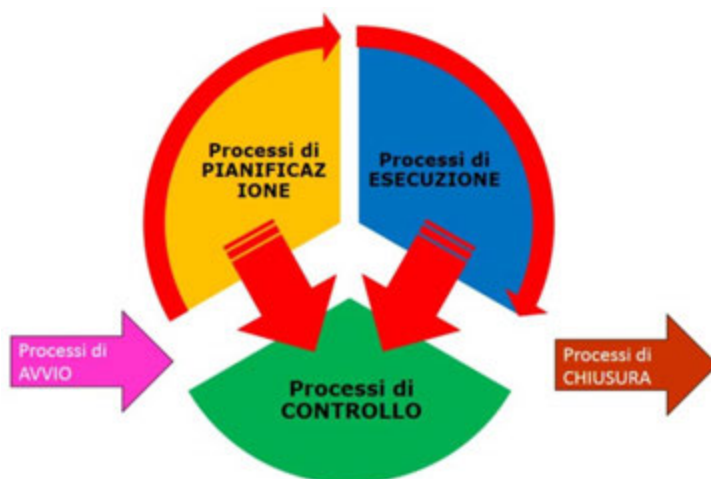 Processi di
PIANIFICAZ
IONE
Processi di
ESECUZIONE
Processi di
AVVIO
Processi di
CONTROLLO
Processi di
CHIUSURA